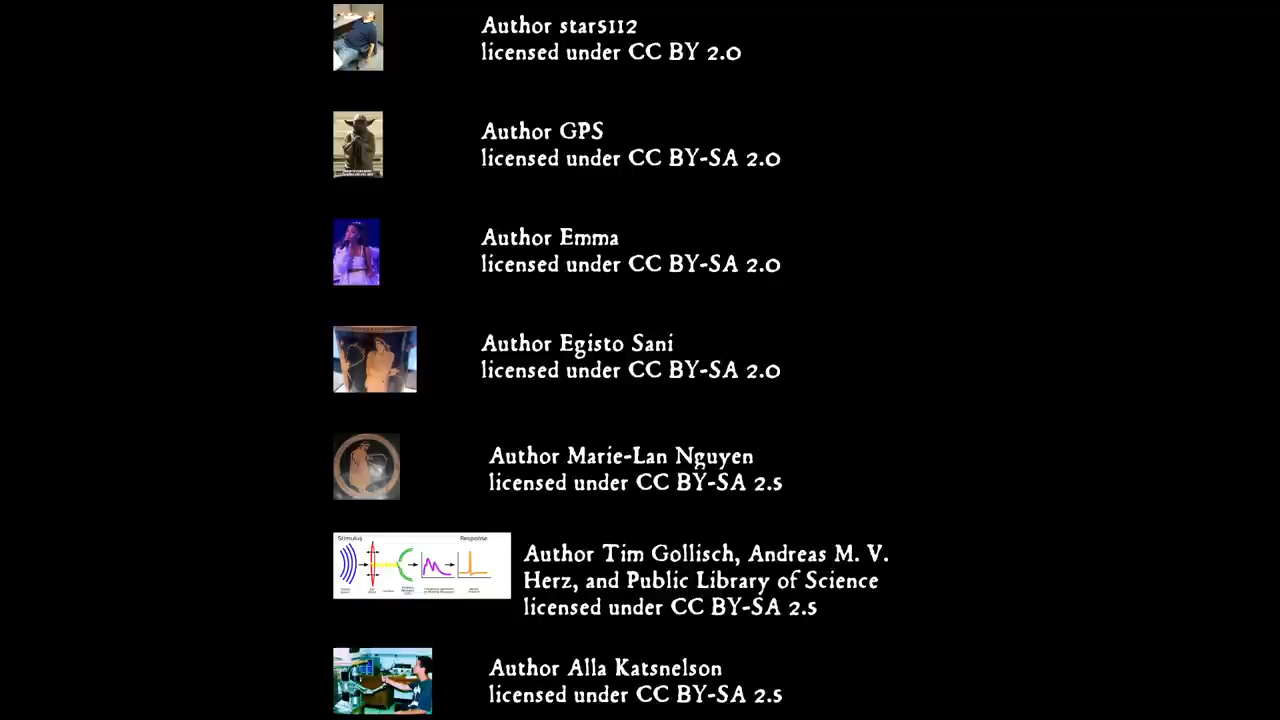 Author star5112
licensed under CC BY 2.0
Author GPS
licensed under CC BY-SA 2.0
Author Emma
licensed under CC BY-SA 2.0
Author Egisto Sani
licensed under CC BY-SA 2.0
Author Marie-Lan Nguyen
licensed under CC BY-SA 2.5
Stimulus Response
Author Tim Gollisch, Andreas M. V.
Herz, and Public Library of Science
licensed under CC BY-SA 2.5
Author Alla Katsnelson
licensed under CC BY-SA 2.5